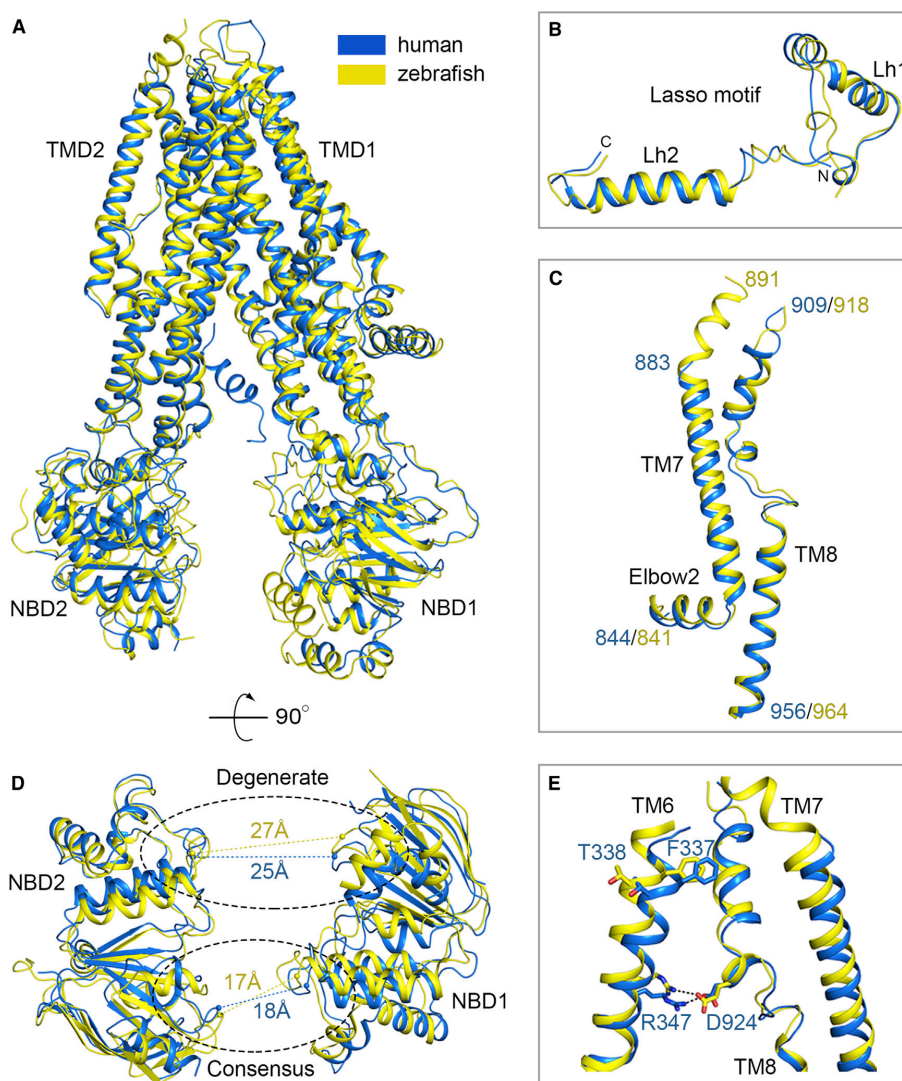 A
human
zebrafish
TMD2
TMD1
NBD2
NBD1
90°
B
Lasso motif
Lh1
Lh2
C
N
C
891
909/918
883
TM7
TM8
Elbow2
844/841
956/964
D
Degenerate
27Å
25Å
NBD2
17Å
18Å
NBD1
Consensus
E
TM6
TM7
T338
F337
R347
D924
TM8